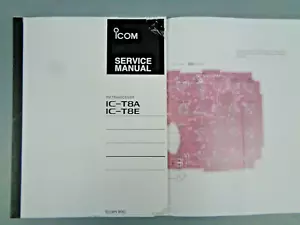 ICOM
SERVICE
MANUAL
IC-T8A
IC-T8E